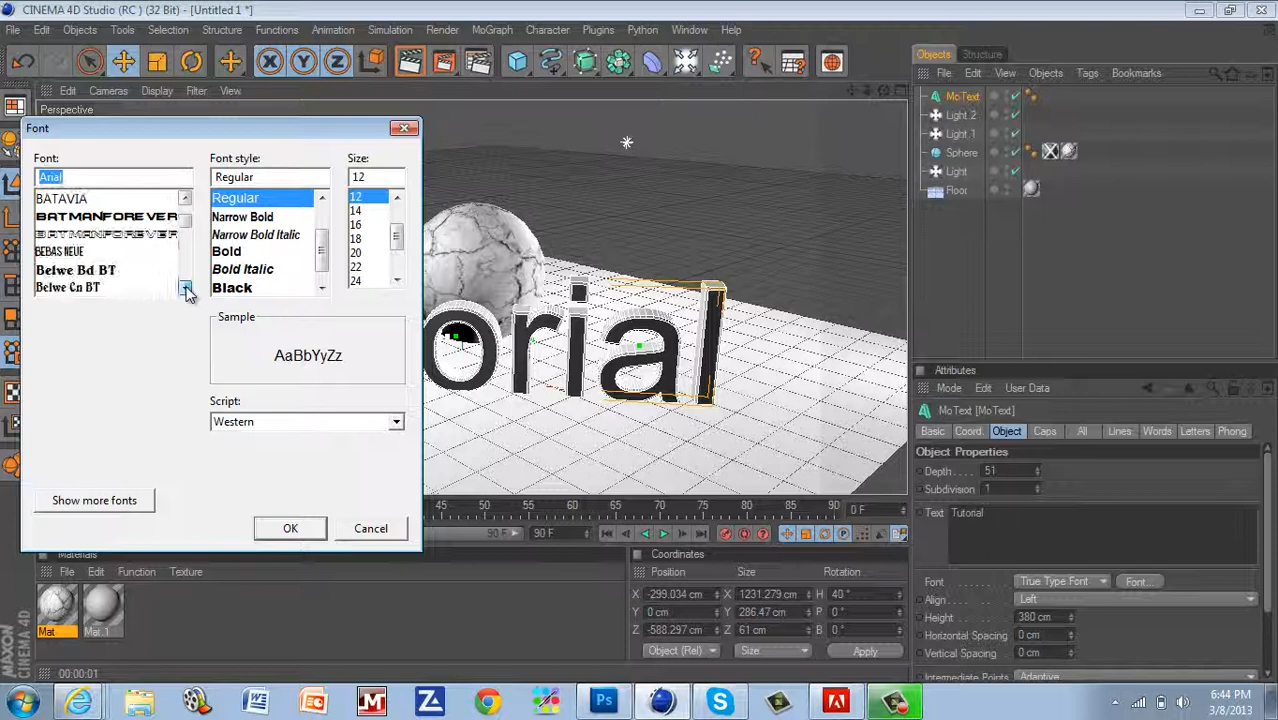 CINEMA 4D Studio (RC ) (32 Bit) - [Untitled 1 *]
File Edit Objects Tools Selection Structure Functions Animation Simulation Render MoGraph Character Plugins Python Window Help
Objects Structure
Edit Cameras Display Filter View
File Edit View Objects Tags Bookmarks
Perspective
MoText
Light 2
Light 1
Sphere
Light
Floor
Font
Font: Font style: Size:
Arial Regular 12
BATAVIA Regular 12
BATMANFOREVER Narrow Bold 14
BATMANFOREVER Narrow Bold Italic 16
BEBAS NEUE Bold 18
Belwe Bd BT Bold Italic 20
Belwe Cn BT Black 22
24
Sample
AaBbYyZz
Script:
Western
Show more fonts
OK Cancel
orial
Attributes
Mode Edit User Data
MoText [MoText]
Basic Coord. Object Caps All Lines Words Letters Phong
Object Properties
Depth 51
Subdivision 1
Text Tutorial
Font True Type Font Font...
Align Left
Height 380 cm
Horizontal Spacing 0 cm
Vertical Spacing 0 cm
Intermediate Points Adaptive
45 50 55 60 65 70 75 80 85 90 0 F
90 F 90 F
Materials
File Edit Function Texture
Mat Mat.1
Coordinates
Position Size Rotation
X -299.034 cm X 1231.279 cm H 40 °
Y 0 cm Y 286.47 cm P 0 °
Z -588.297 cm Z 61 cm B 0 °
Object (Rel) Size Apply
MAXON
CINEMA 4D
00:00:01
6:44 PM
3/8/2013